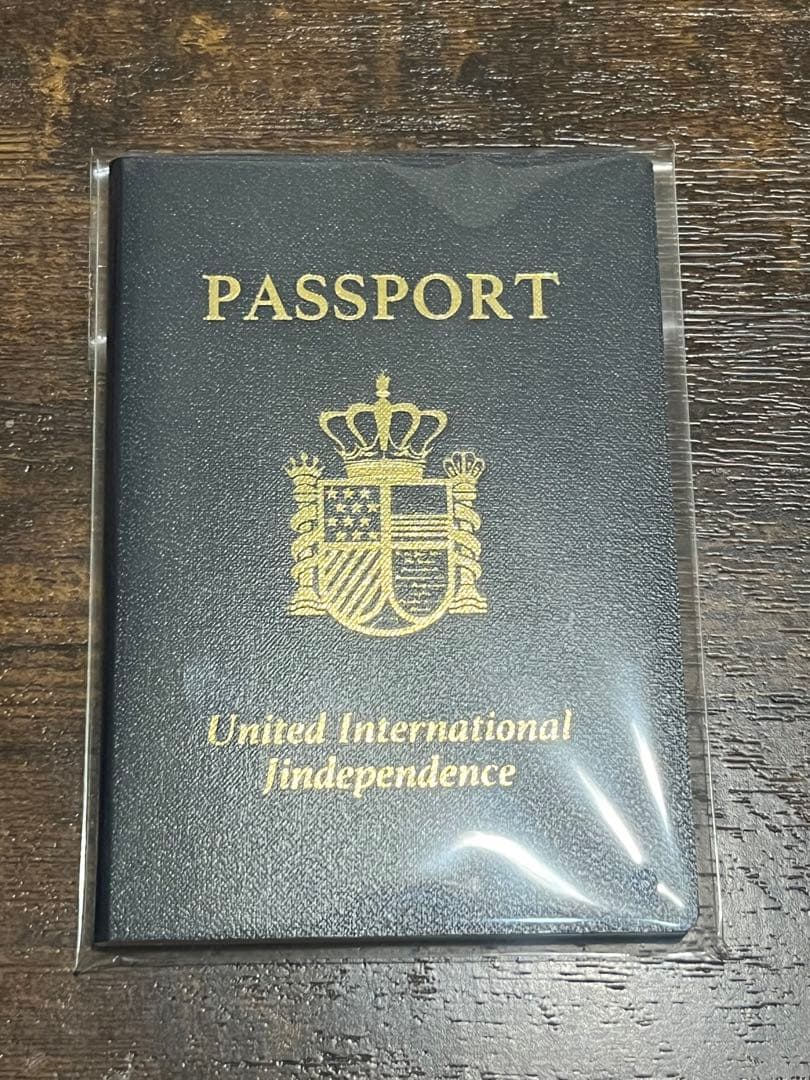 PASSPORT
United International
Jindependence